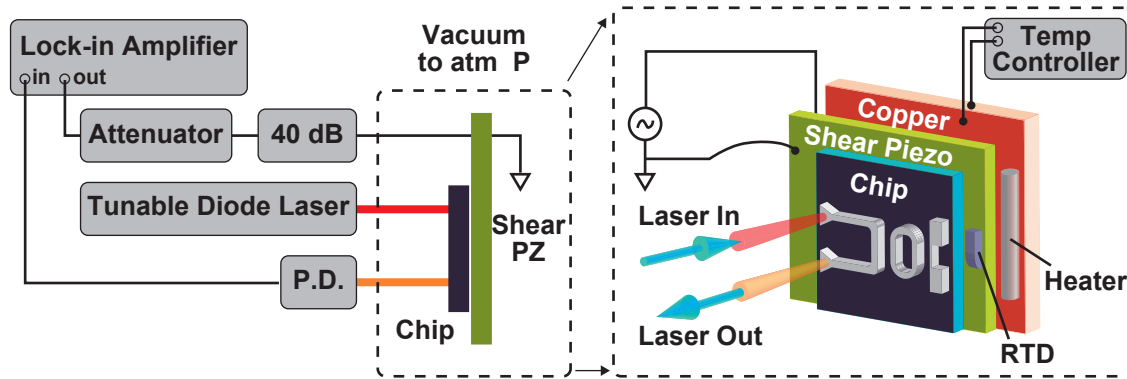 Lock-in Amplifier
in out
Attenuator
40 dB
Tunable Diode Laser
P.D.
Vacuum
to atm P
Shear
PZ
Chip
Temp
Controller
Copper
Shear Piezo
Chip
Laser In
Laser Out
Heater
RTD